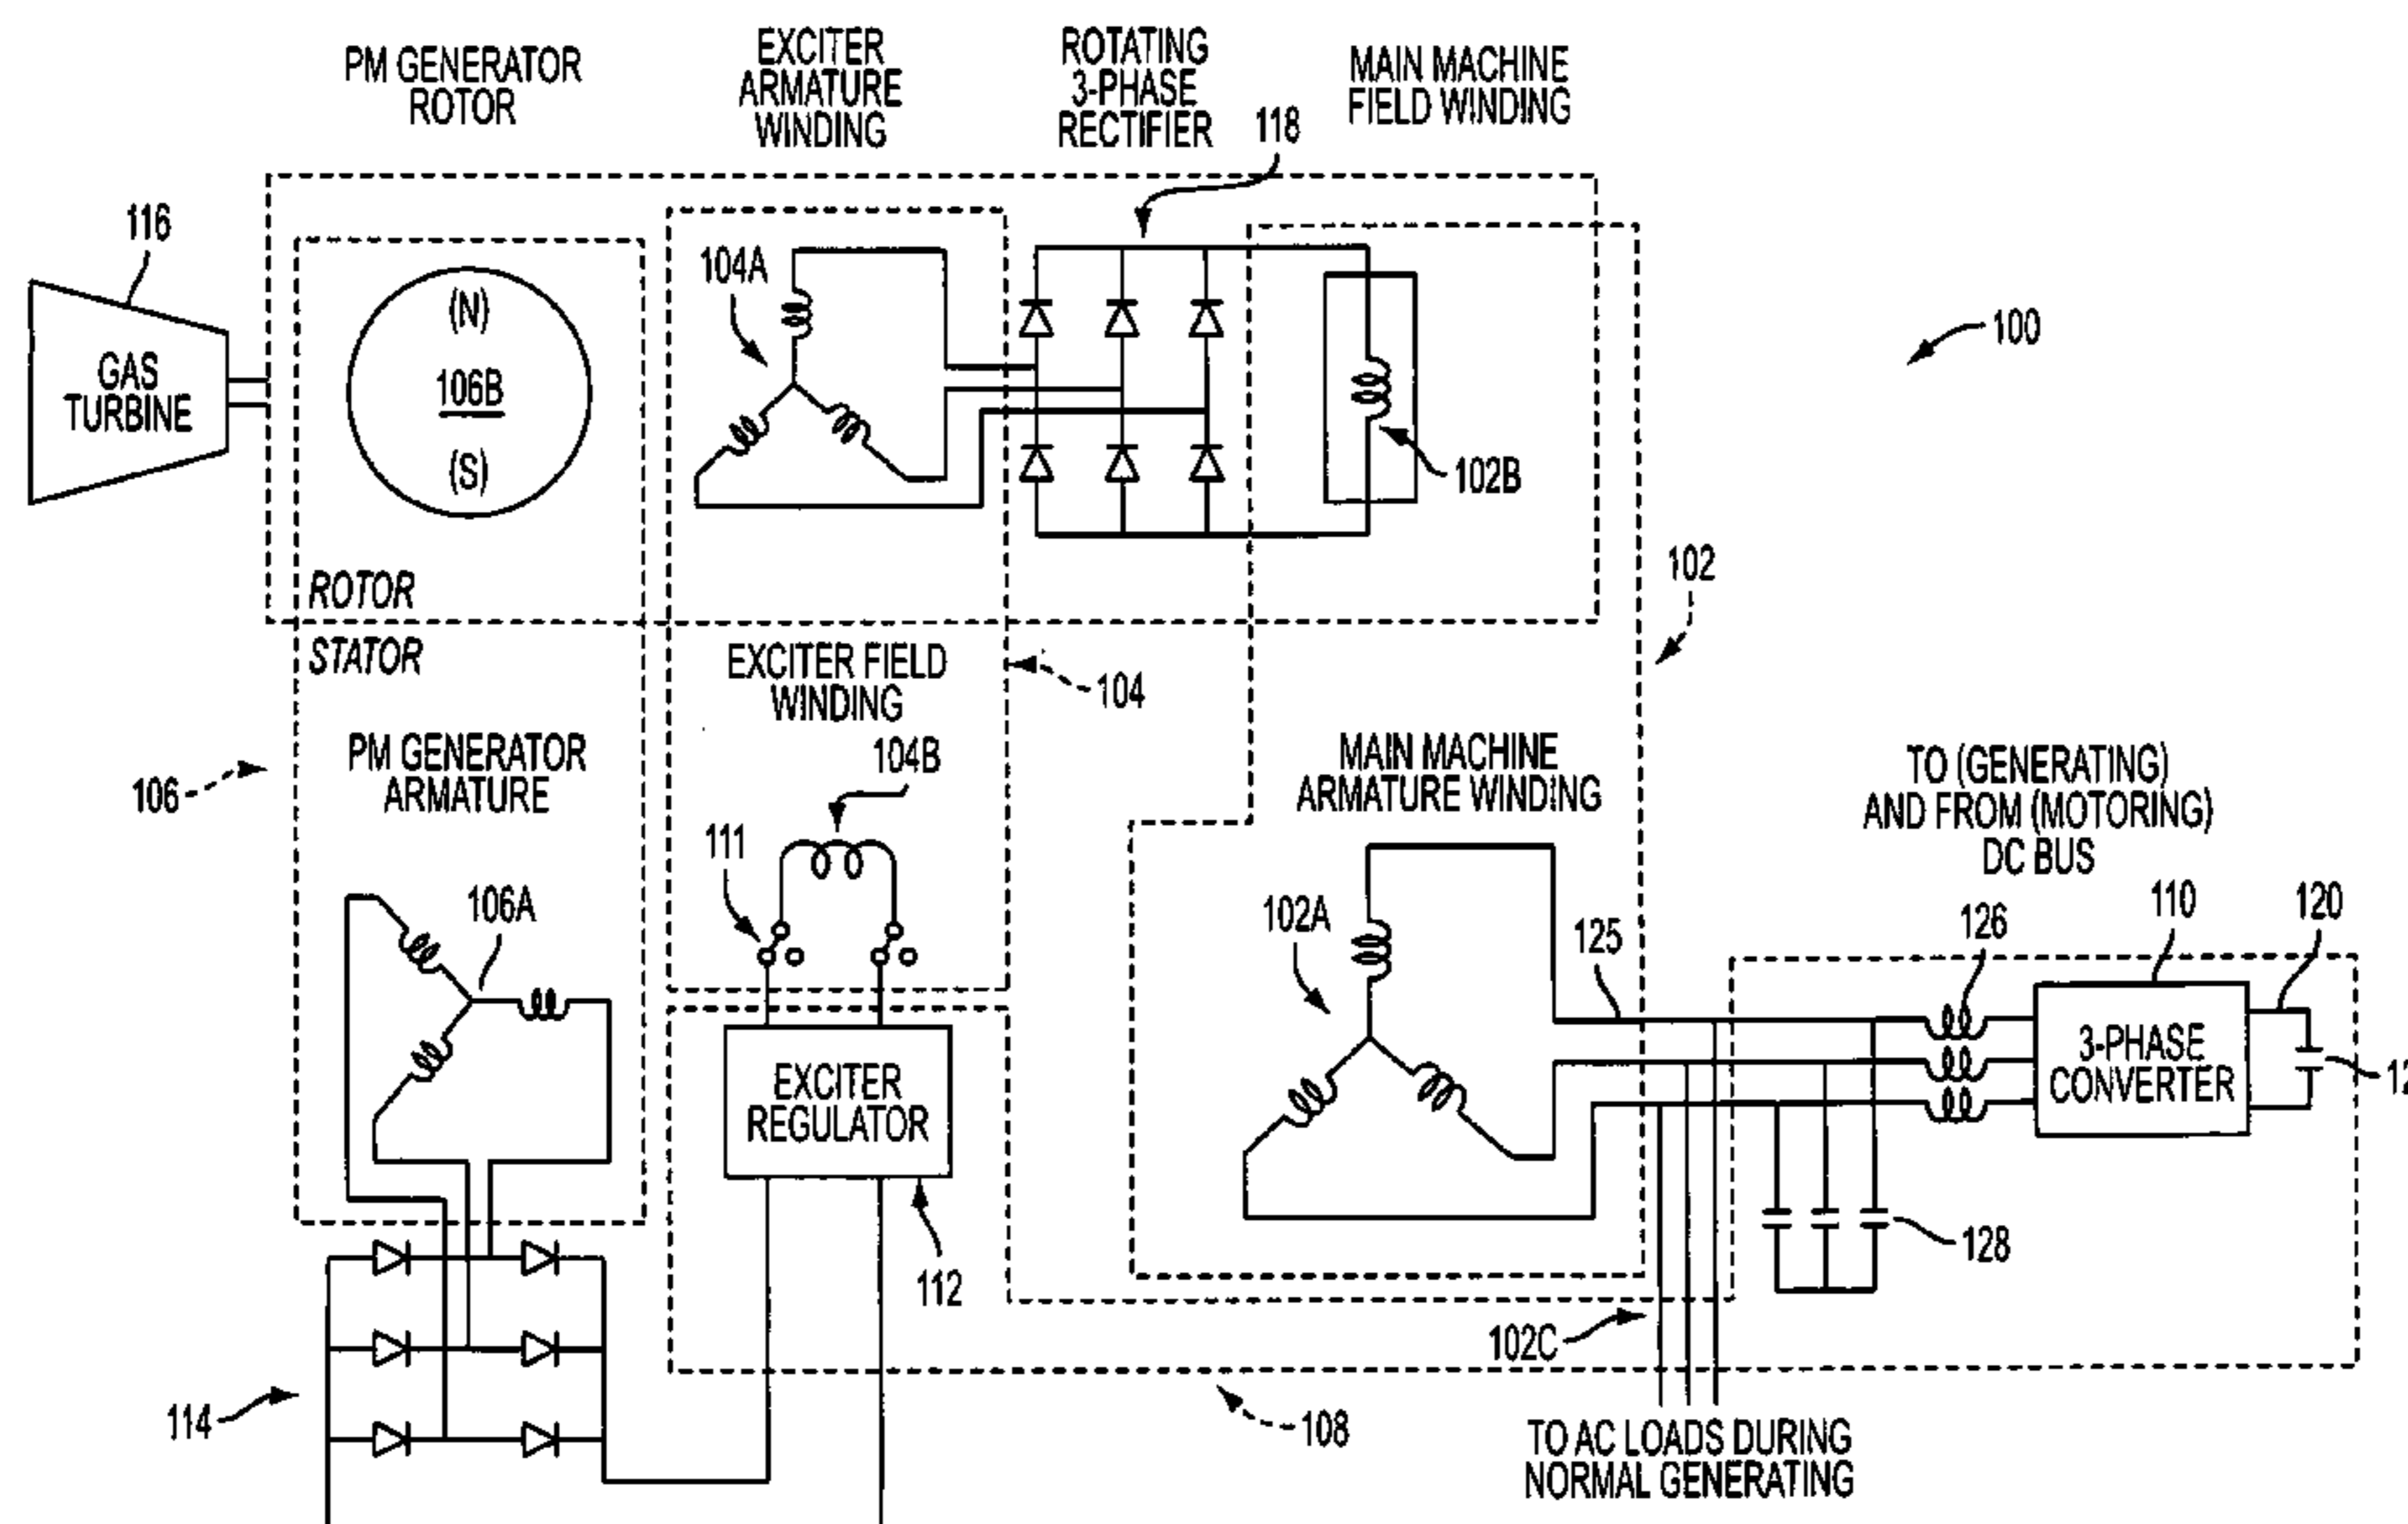 PM GENERATOR
ROTOR
EXCITER
ARMATURE
WINDING
ROTATING
3-PHASE
RECTIFIER
118
MAIN MACHINE
FIELD WINDING
116
GAS
TURBINE
(N)
106B
(S)
104A
102B
100
102
ROTOR
STATOR
EXCITER FIELD
WINDING
104
106
PM GENERATOR
ARMATURE
104B
111
106A
MAIN MACHINE
ARMATURE WINDING
102A
125
TO (GENERATING)
AND FROM (MOTORING)
DC BUS
126
110
120
3-PHASE
CONVERTER
EXCITER
REGULATOR
112
128
102C
114
108
TO AC LOADS DURING
NORMAL GENERATING